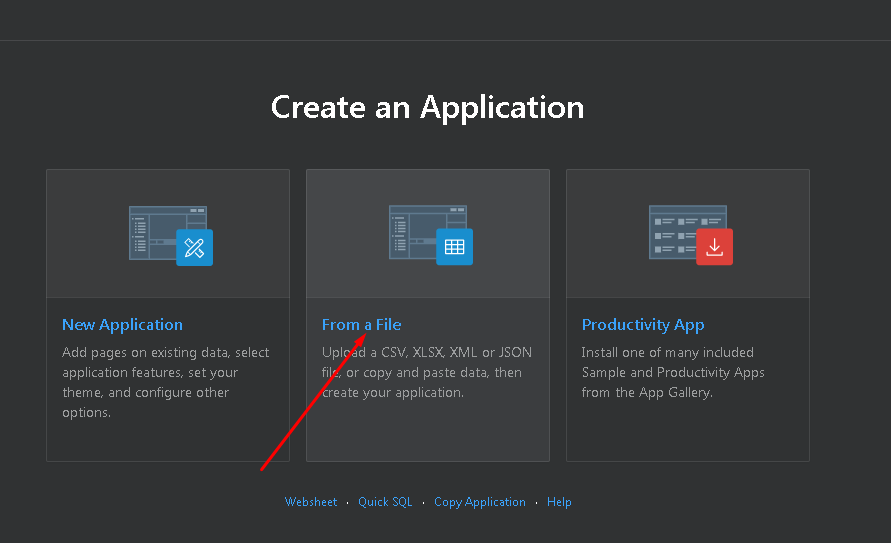 Create an Application
New Application
Add pages on existing data, select
application features, set your
theme, and configure other
options.
From a File
Upload a CSV, XLSX, XML or JSON
file, or copy and paste data, then
create your application.
Productivity App
Install one of many included
Sample and Productivity Apps
from the App Gallery.
Websheet · Quick SQL · Copy Application · Help